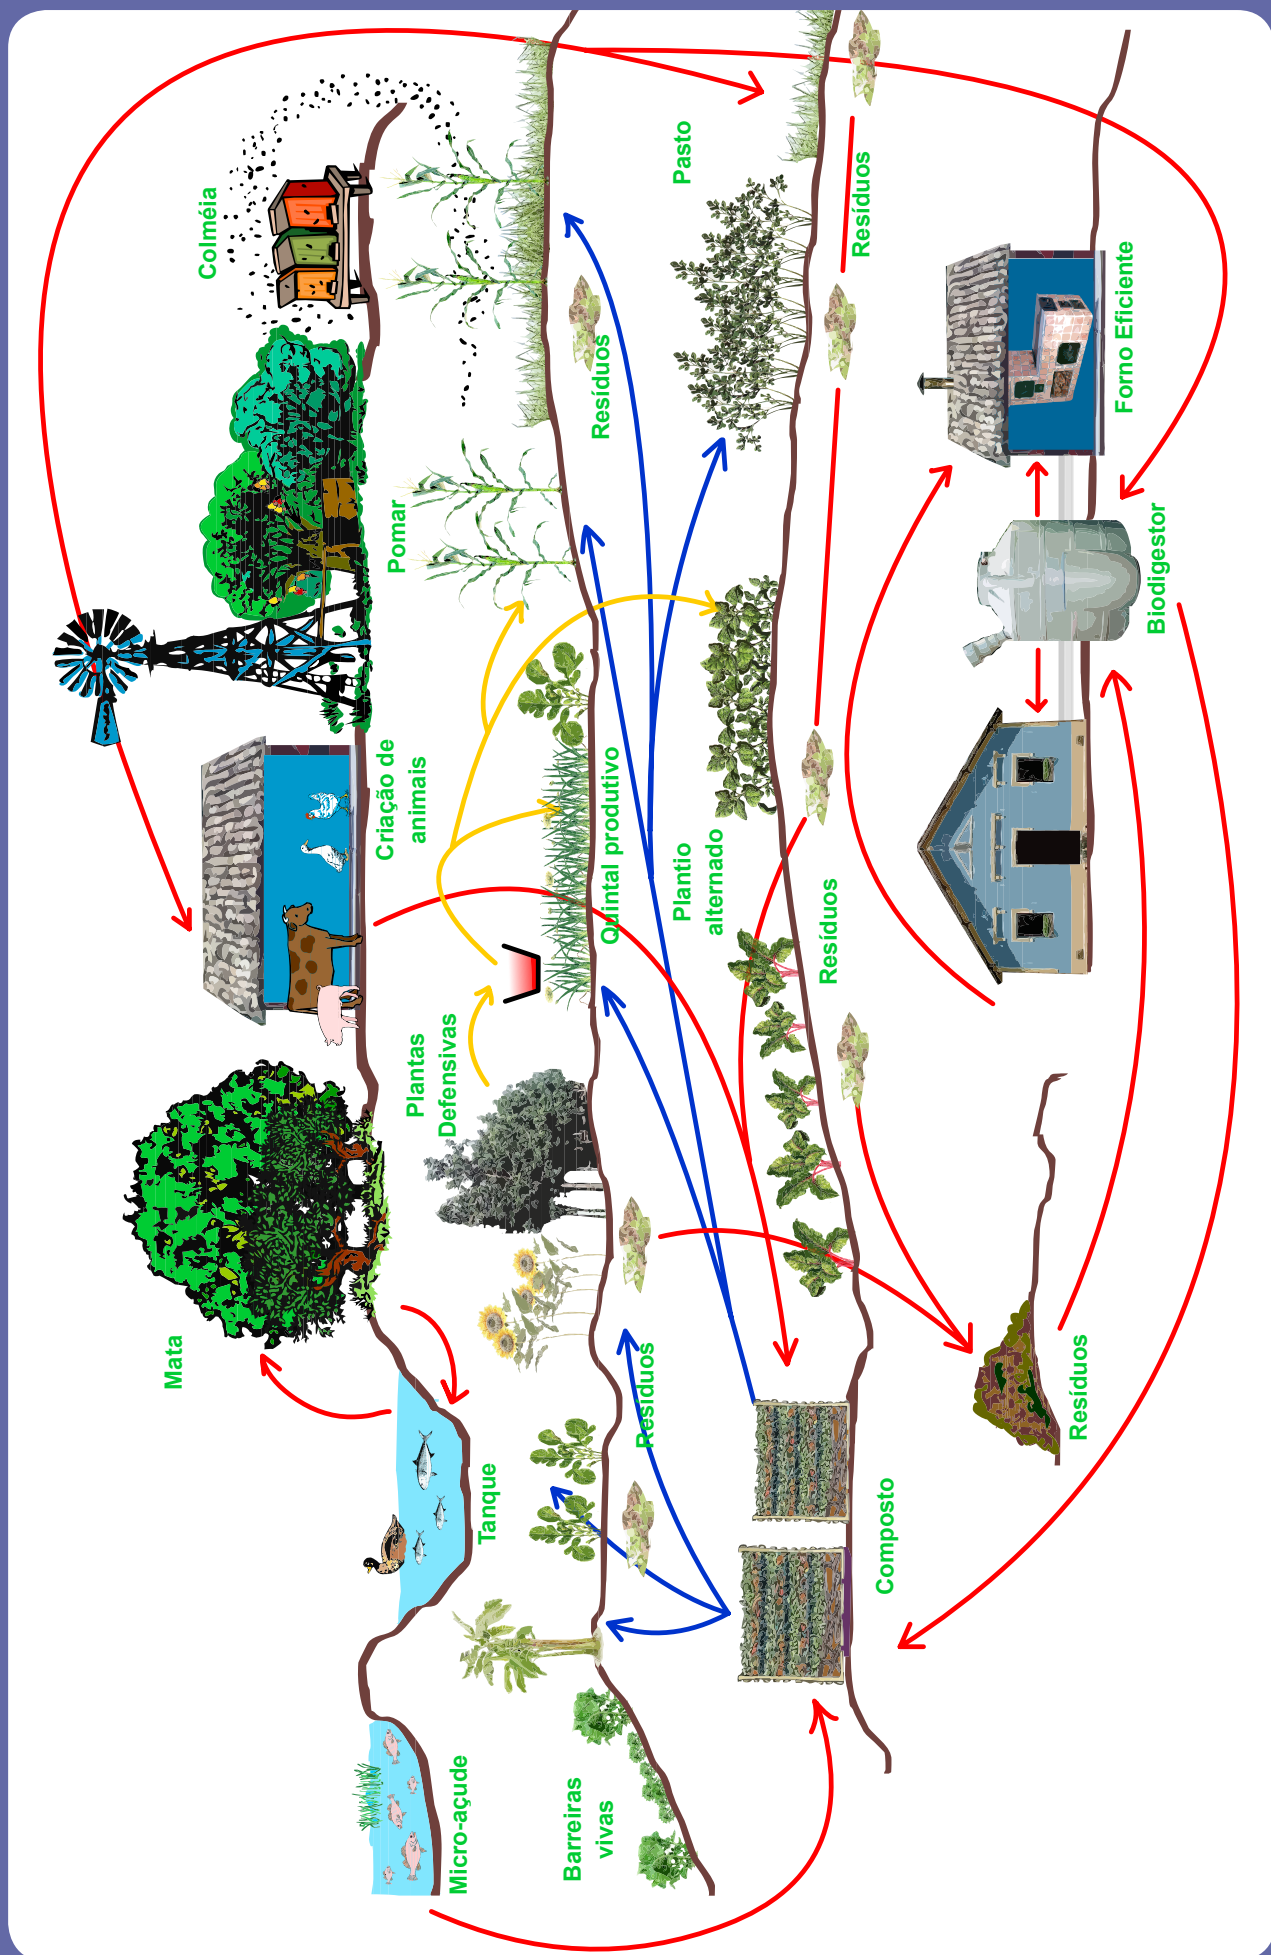 Mata
Colméia
Micro-açude
Tanque
Plantas
Defensivas
Criação de
animais
Pomar
Barreiras
vivas
Resíduos
Quintal produtivo
Resíduos
Plantio
alternado
Pasto
Composto
Resíduos
Resíduos
Resíduos
Biodigestor
Forno Eficiente